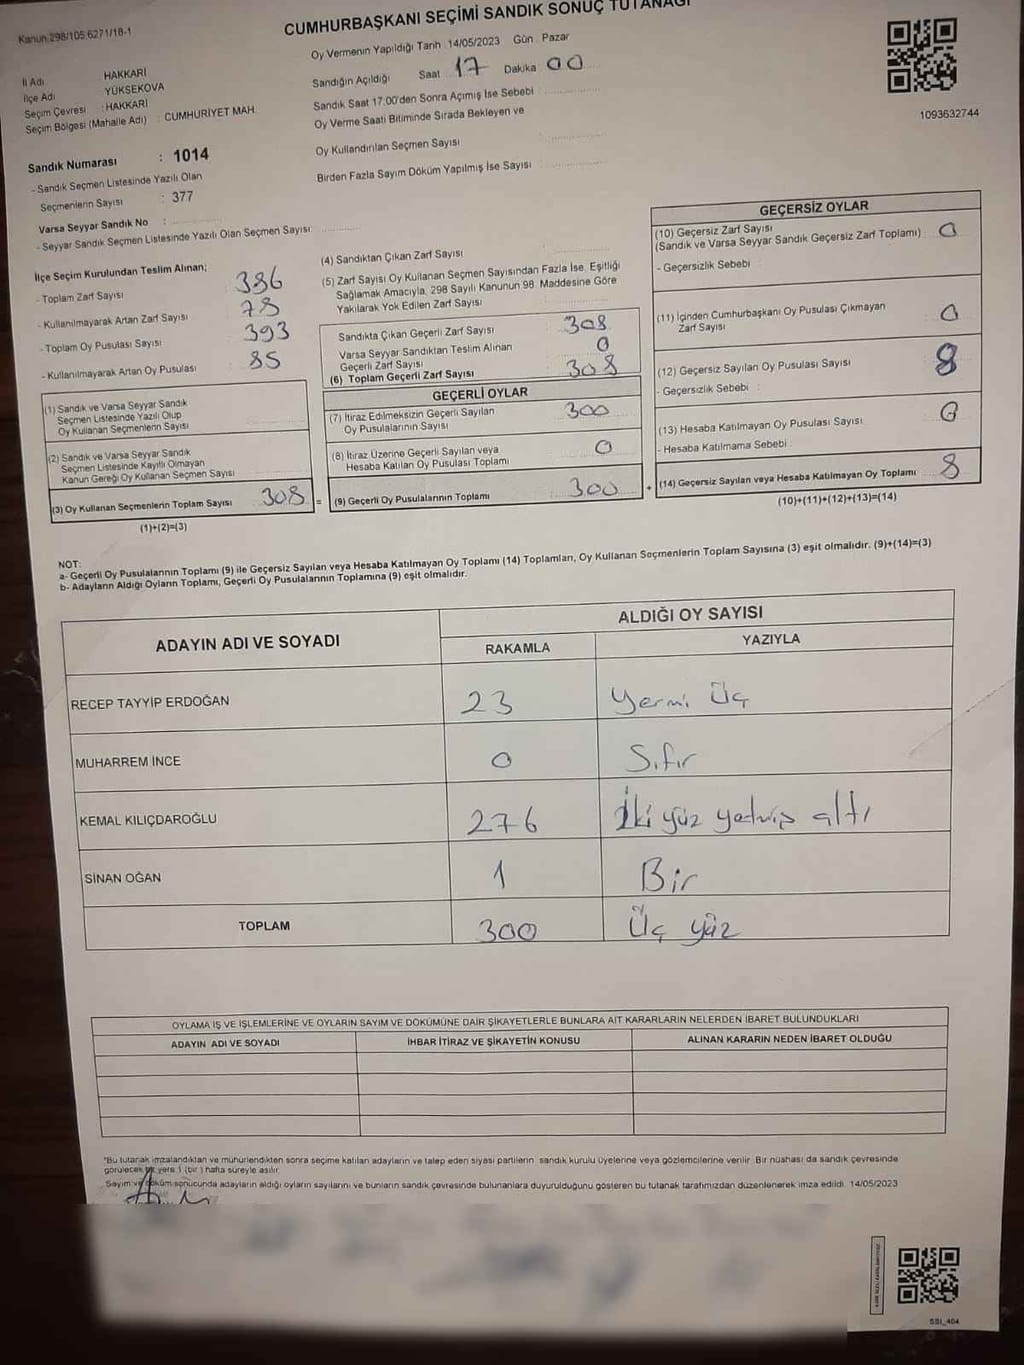 Kanun:298/105,6271/18-1
CUMHURBAŞKANI SEÇİMİ SANDIK SONUÇ TUTANAĞI
Oy Vermenin Yapıldığı Tarih : 14/05/2023 Gün : Pazar
Sandığın Açıldığı Saat 17 Dakika 00
Sandık Saat 17:00'den Sonra Açımış İse Sebebi :
Oy Verme Saati Bitiminde Sırada Bekleyen ve
Oy Kullandırılan Seçmen Sayısı :
Birden Fazla Sayım Döküm Yapılmış İse Sayısı :
1093632744
İl Adı : HAKKARİ
İlçe Adı : YÜKSEKOVA
Seçim Çevresi : HAKKARİ
Seçim Bölgesi (Mahalle Adı) : CUMHURİYET MAH.
Sandık Numarası : 1014
- Sandık Seçmen Listesinde Yazılı Olan
Seçmenlerin Sayısı : 377
Varsa Seyyar Sandık No :
- Seyyar Sandık Seçmen Listesinde Yazılı Olan Seçmen Sayısı:
İlçe Seçim Kurulundan Teslim Alınan;
- Toplam Zarf Sayısı : 386
- Kullanılmayarak Artan Zarf Sayısı : 78
- Toplam Oy Pusulası Sayısı : 393
- Kullanılmayarak Artan Oy Pusulası : 85
(1) Sandık ve Varsa Seyyar Sandık
Seçmen Listesinde Yazılı Olup
Oy Kullanan Seçmenlerin Sayısı
(2) Sandık ve Varsa Seyyar Sandık
Seçmen Listesinde Kayıtlı Olmayan
Kanun Gereği Oy Kullanan Seçmen Sayısı
(3) Oy Kullanan Seçmenlerin Toplam Sayısı 308 =
(1)+(2)=(3)
(4) Sandıktan Çıkan Zarf Sayısı :
(5) Zarf Sayısı Oy Kullanan Seçmen Sayısından Fazla İse, Eşitliği
Sağlamak Amacıyla, 298 Sayılı Kanunun 98. Maddesine Göre
Yakılarak Yok Edilen Zarf Sayısı :
Sandıkta Çıkan Geçerli Zarf Sayısı 308
Varsa Seyyar Sandıktan Teslim Alınan
Geçerli Zarf Sayısı 0
(6) Toplam Geçerli Zarf Sayısı 308
GEÇERLİ OYLAR
(7) İtiraz Edilmeksizin Geçerli Sayılan
Oy Pusulalarının Sayısı 300
(8) İtiraz Üzerine Geçerli Sayılan veya
Hesaba Katılan Oy Pusulası Toplamı 0
(9) Geçerli Oy Pusulalarının Toplamı 300 +
GEÇERSİZ OYLAR
(10) Geçersiz Zarf Sayısı
(Sandık ve Varsa Seyyar Sandık Geçersiz Zarf Toplamı) : 0
- Geçersizlik Sebebi :
(11) İçinden Cumhurbaşkanı Oy Pusulası Çıkmayan
Zarf Sayısı : 0
(12) Geçersiz Sayılan Oy Pusulası Sayısı : 8
- Geçersizlik Sebebi :
(13) Hesaba Katılmayan Oy Pusulası Sayısı : 0
- Hesaba Katılmama Sebebi :
(14) Geçersiz Sayılan veya Hesaba Katılmayan Oy Toplamı 8
(10)+(11)+(12)+(13)=(14)
NOT:
a- Geçerli Oy Pusulalarının Toplamı (9) ile Geçersiz Sayılan veya Hesaba Katılmayan Oy Toplamı (14) Toplamları, Oy Kullanan Seçmenlerin Toplam Sayısına (3) eşit olmalıdır. (9)+(14)=(3)
b- Adayların Aldığı Oyların Toplamı, Geçerli Oy Pusulalarının Toplamına (9) eşit olmalıdır.
ADAYIN ADI VE SOYADI
ALDIĞI OY SAYISI
RAKAMLA YAZIYLA
RECEP TAYYİP ERDOĞAN 23 Yermi Üç
MUHARREM İNCE 0 Sıfır
KEMAL KILIÇDAROĞLU 276 İki yüz yetmiş altı
SİNAN OĞAN 1 Bir
TOPLAM 300 Üç yüz
OYLAMA İŞ VE İŞLEMLERİNE VE OYLARIN SAYIM VE DÖKÜMÜNE DAİR ŞİKAYETLERLE BUNLARA AİT KARARLARIN NELERDEN İBARET BULUNDUKLARI
ADAYIN ADI VE SOYADI İHBAR İTİRAZ VE ŞİKAYETİN KONUSU ALINAN KARARIN NEDEN İBARET OLDUĞU
*Bu tutanak imzalandıktan ve mühürlendikten sonra seçime katılan adayların ve talep eden siyasi partilerin sandık kurulu üyelerine veya gözlemcilerine verilir. Bir nüshası da sandık çevresinde
görülecek bir yere 1 (bir) hafta süreyle asılır.
Sayım ve döküm sonucunda adayların aldığı oyların sayılarını ve bunların sandık çevresinde bulunanlara duyurulduğunu gösteren bu tutanak tarafımızdan düzenlenerek imza edildi. 14/05/2023
SSI_404